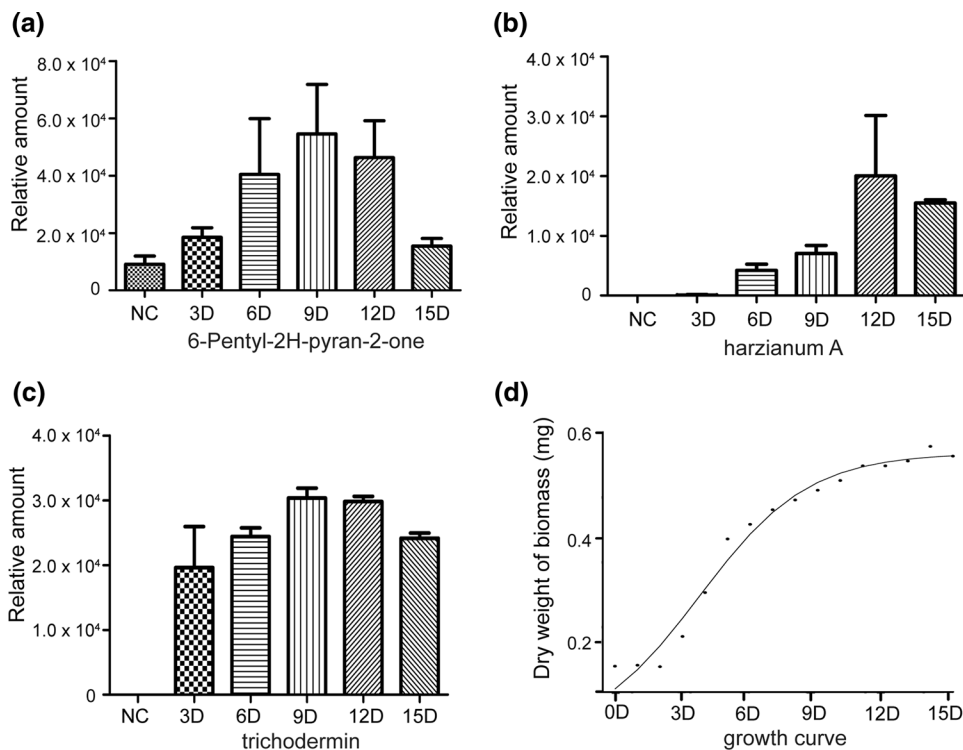 (a)
Relative amount
8.0 x 10⁴
6.0 x 10⁴
4.0 x 10⁴
2.0 x 10⁴
0
NC 3D 6D 9D 12D 15D
6-Pentyl-2H-pyran-2-one
(b)
Relative amount
4.0 x 10⁴
3.0 x 10⁴
2.0 x 10⁴
1.0 x 10⁴
0
NC 3D 6D 9D 12D 15D
harzianum A
(c)
Relative amount
4.0 x 10⁴
3.0 x 10⁴
2.0 x 10⁴
1.0 x 10⁴
0
NC 3D 6D 9D 12D 15D
trichodermin
(d)
Dry weight of biomass (mg)
0.6
0.4
0.2
0D 3D 6D 9D 12D 15D
growth curve